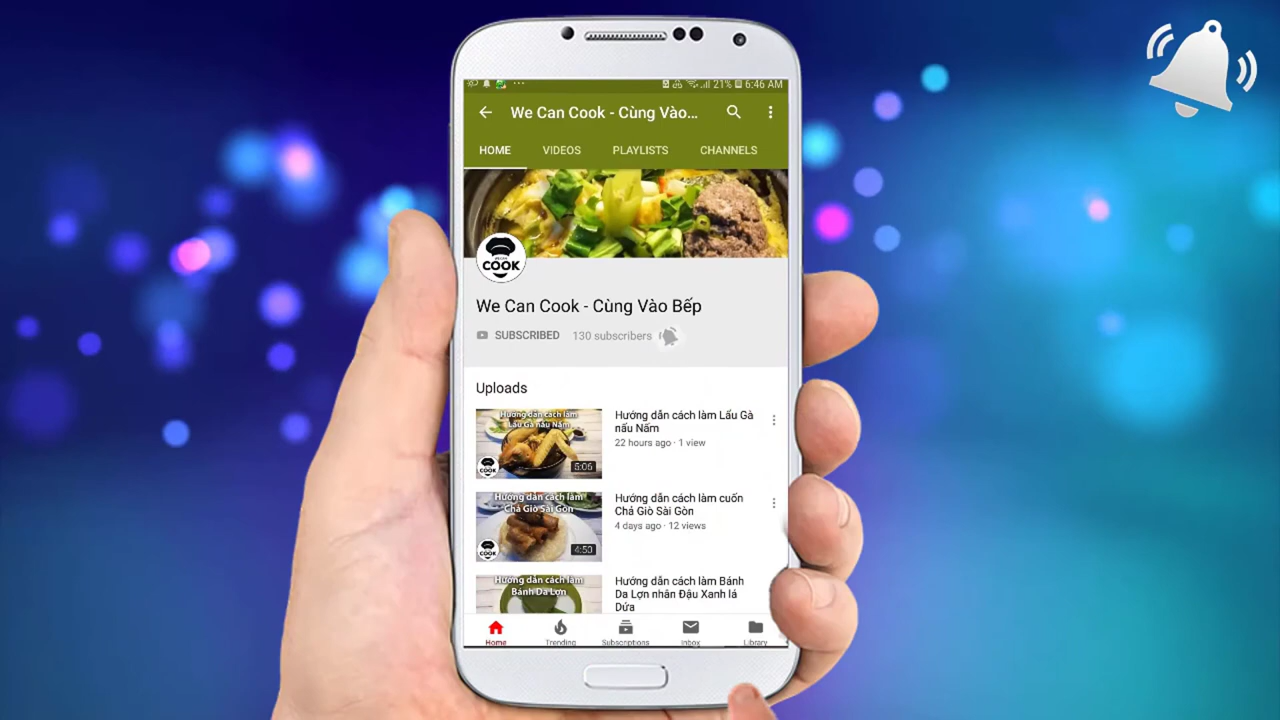 21% 6:46 AM
We Can Cook - Cùng Vào...
HOME VIDEOS PLAYLISTS CHANNELS
COOK
We Can Cook - Cùng Vào Bếp
SUBSCRIBED 130 subscribers
Uploads
Hướng dẫn cách làm
Lẩu Gà nấu Nấm
COOK
5:06
Hướng dẫn cách làm Lẩu Gà
nấu Nấm
22 hours ago · 1 view
Hướng dẫn cách làm
Chả Giò Sài Gòn
COOK
4:50
Hướng dẫn cách làm cuốn
Chả Giò Sài Gòn
4 days ago · 12 views
Hướng dẫn cách làm
Bánh Da Lợn
Hướng dẫn cách làm Bánh
Da Lợn nhân Đậu Xanh lá
Dứa
Home Trending Subscriptions Inbox Library